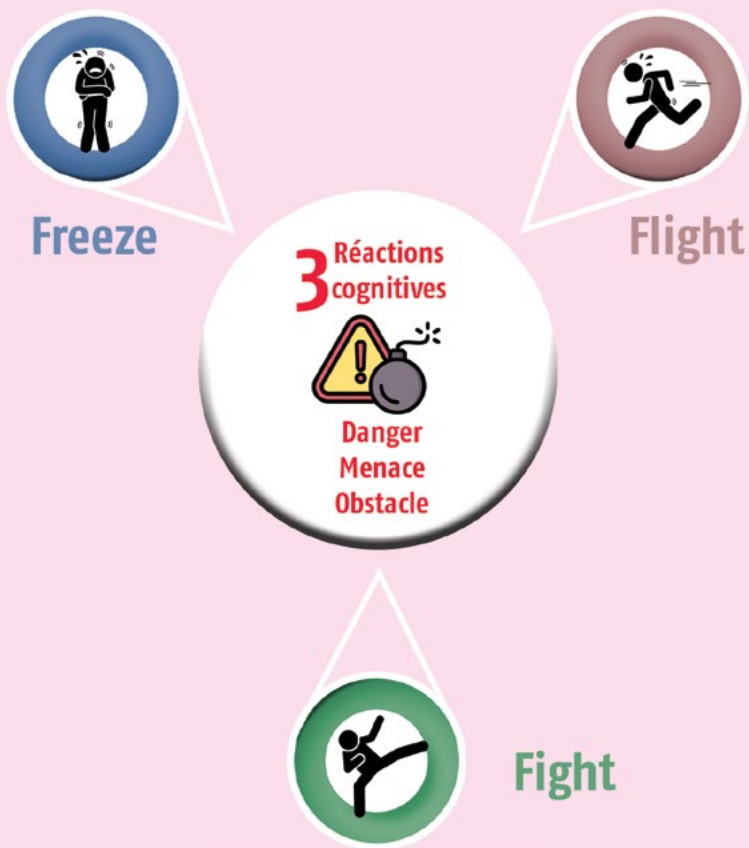 Freeze
Flight
3 Réactions
cognitives
Danger
Menace
Obstacle
Fight